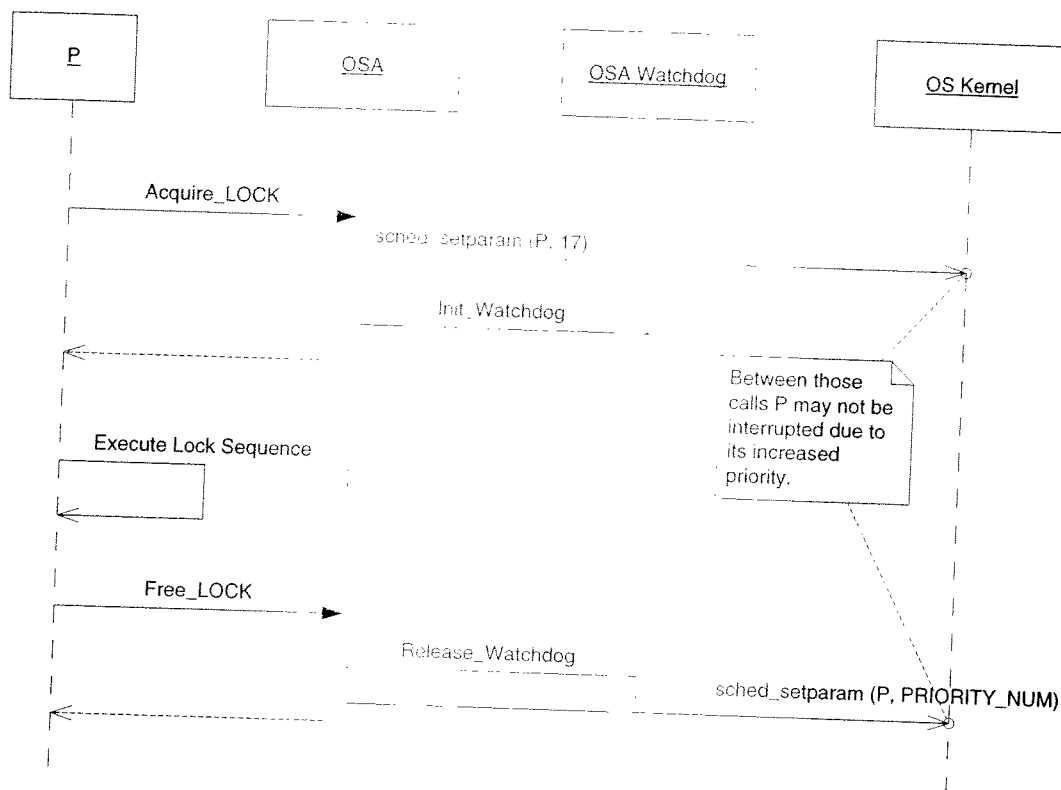 P
OSA
OSA Watchdog
OS Kernel
Acquire_LOCK
sched_setparam (P, 17)
Init_Watchdog
Between those
calls P may not be
interrupted due to
its increased
priority.
Execute Lock Sequence
Free_LOCK
Release_Watchdog
sched_setparam (P, PRIORITY_NUM)